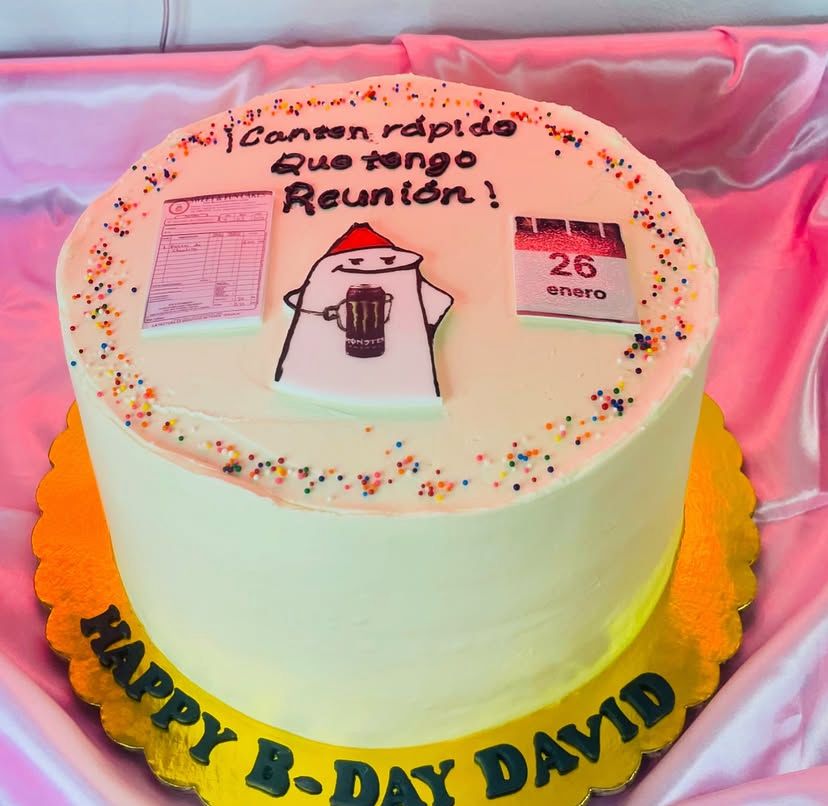 ¡Canten rápido
Que tengo
Reunión!
26
enero
MONSTER
HAPPY B-DAY DAVID